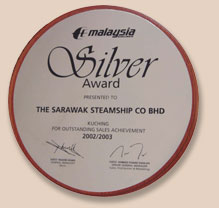 malaysia
Silver
Award
PRESENTED TO
THE SARAWAK STEAMSHIP CO BHD
KUCHING
FOR OUTSTANDING SALES ACHIEVEMENT
2002/2003